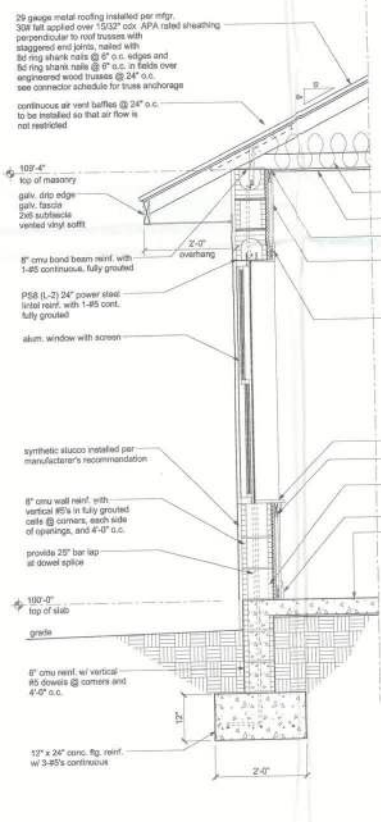 29 gauge metal roofing installed per mfgr.
30# felt applied over 15/32" cdx APA rated sheathing
perpendicular to roof trusses with
staggered end joints, nailed with
8d ring shank nails @ 6" o.c. edges and
8d ring shank nails @ 6" o.c. in fields over
engineered wood trusses @ 24" o.c.
see connector schedule for truss anchorage
continuous air vent baffles @ 24" o.c.
to be installed so that air flow is
not restricted
109'-4"
top of masonry
galv. drip edge
galv. fascia
2x6 subfascia
vented vinyl soffit
2'-0"
overhang
8" cmu bond beam reinf. with
1-#5 continuous, fully grouted
PS8 (L-2) 24" power steel
lintel reinf. with 1-#5 cont.
fully grouted
alum. window with screen
synthetic stucco installed per
manufacturer's recommendation
8" cmu wall reinf. with
vertical #5's in fully grouted
cells @ corners, each side
of openings, and 4'-0" o.c.
provide 25" bar lap
at dowel splice
100'-0"
top of slab
grade
8" cmu reinf. w/ vertical
#5 dowels @ corners and
4'-0" o.c.
12"
12" x 24" conc. ftg. reinf.
w/ 3-#5's continuous
2'-0"